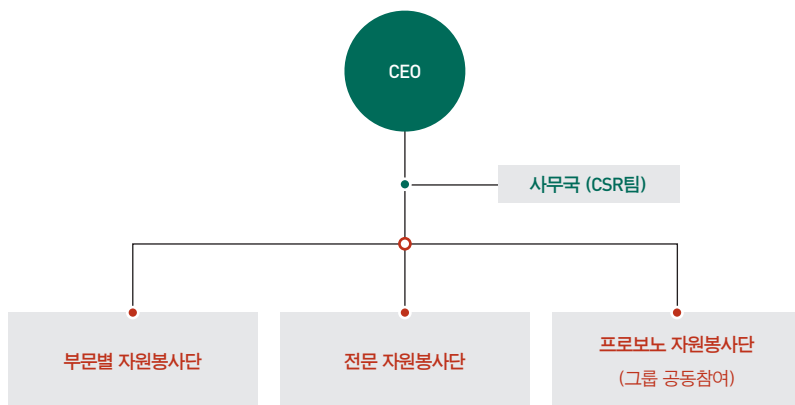 CEO
사무국 (CSR팀)
부문별 자원봉사단
전문 자원봉사단
프로보노 자원봉사단
(그룹 공동참여)